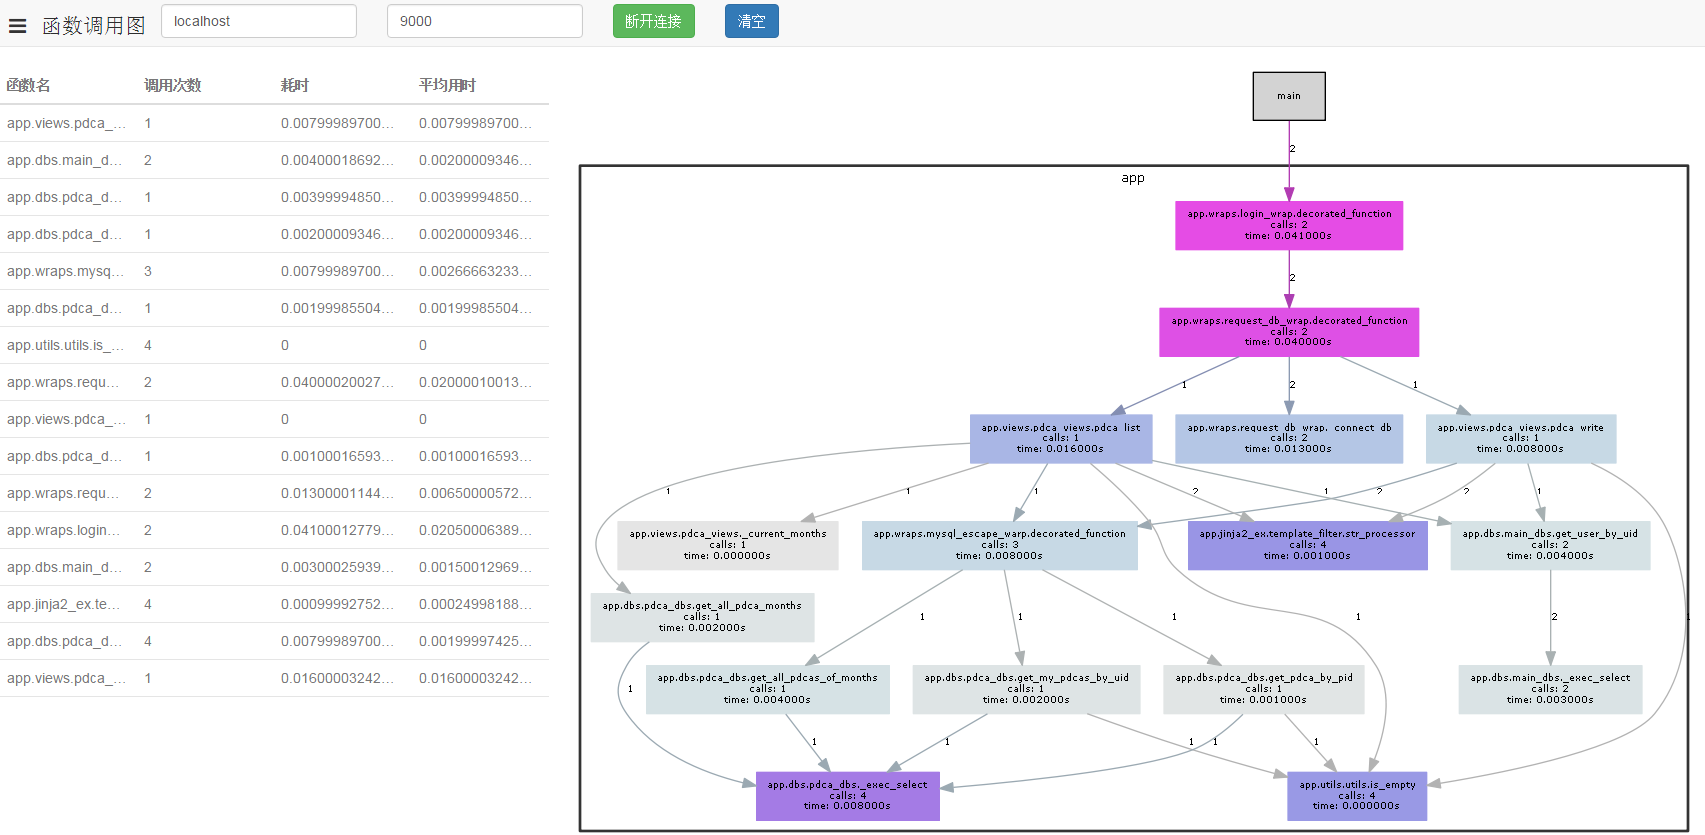 函数调用图 localhost 9000 断开连接 清空
函数名 调用次数 耗时 平均用时
app.views.pdca_... 1 0.00799989700... 0.00799989700...
app.dbs.main_d... 2 0.00400018692... 0.00200009346...
app.dbs.pdca_d... 1 0.00399994850... 0.00399994850...
app.dbs.pdca_d... 1 0.00200009346... 0.00200009346...
app.wraps.mysq... 3 0.00799989700... 0.00266663233...
app.dbs.pdca_d... 1 0.00199985504... 0.00199985504...
app.utils.utils.is_... 4 0 0
app.wraps.requ... 2 0.04000020027... 0.02000010013...
app.views.pdca_... 1 0 0
app.dbs.pdca_d... 1 0.00100016593... 0.00100016593...
app.wraps.requ... 2 0.01300001144... 0.00650000572...
app.wraps.login... 2 0.04100012779... 0.02050006389...
app.dbs.main_d... 2 0.00300025939... 0.00150012969...
app.jinja2_ex.te... 4 0.00099992752... 0.00024998188...
app.dbs.pdca_d... 4 0.00799989700... 0.00199997425...
app.views.pdca_... 1 0.01600003242... 0.01600003242...
main
2
app
app.wraps.login_wrap.decorated_function
calls: 2
time: 0.041000s
2
app.wraps.request_db_wrap.decorated_function
calls: 2
time: 0.040000s
1 2 1
app.views.pdca_views.pdca_list
calls: 1
time: 0.016000s
app.wraps.request_db_wrap._connect_db
calls: 2
time: 0.013000s
app.views.pdca_views.pdca_write
calls: 1
time: 0.008000s
1 1 1 2 1 2 2 1
app.views.pdca_views._current_months
calls: 1
time: 0.000000s
app.wraps.mysql_escape_warp.decorated_function
calls: 3
time: 0.008000s
app.jinja2_ex.template_filter.str_processor
calls: 4
time: 0.001000s
app.dbs.main_dbs.get_user_by_uid
calls: 2
time: 0.004000s
app.dbs.pdca_dbs.get_all_pdca_months
calls: 1
time: 0.002000s
1 1 1 1 2 1
app.dbs.pdca_dbs.get_all_pdcas_of_months
calls: 1
time: 0.004000s
app.dbs.pdca_dbs.get_my_pdcas_by_uid
calls: 1
time: 0.002000s
app.dbs.pdca_dbs.get_pdca_by_pid
calls: 1
time: 0.001000s
app.dbs.main_dbs._exec_select
calls: 2
time: 0.003000s
1
1 1 1 1 1
app.dbs.pdca_dbs._exec_select
calls: 4
time: 0.008000s
app.utils.utils.is_empty
calls: 4
time: 0.000000s